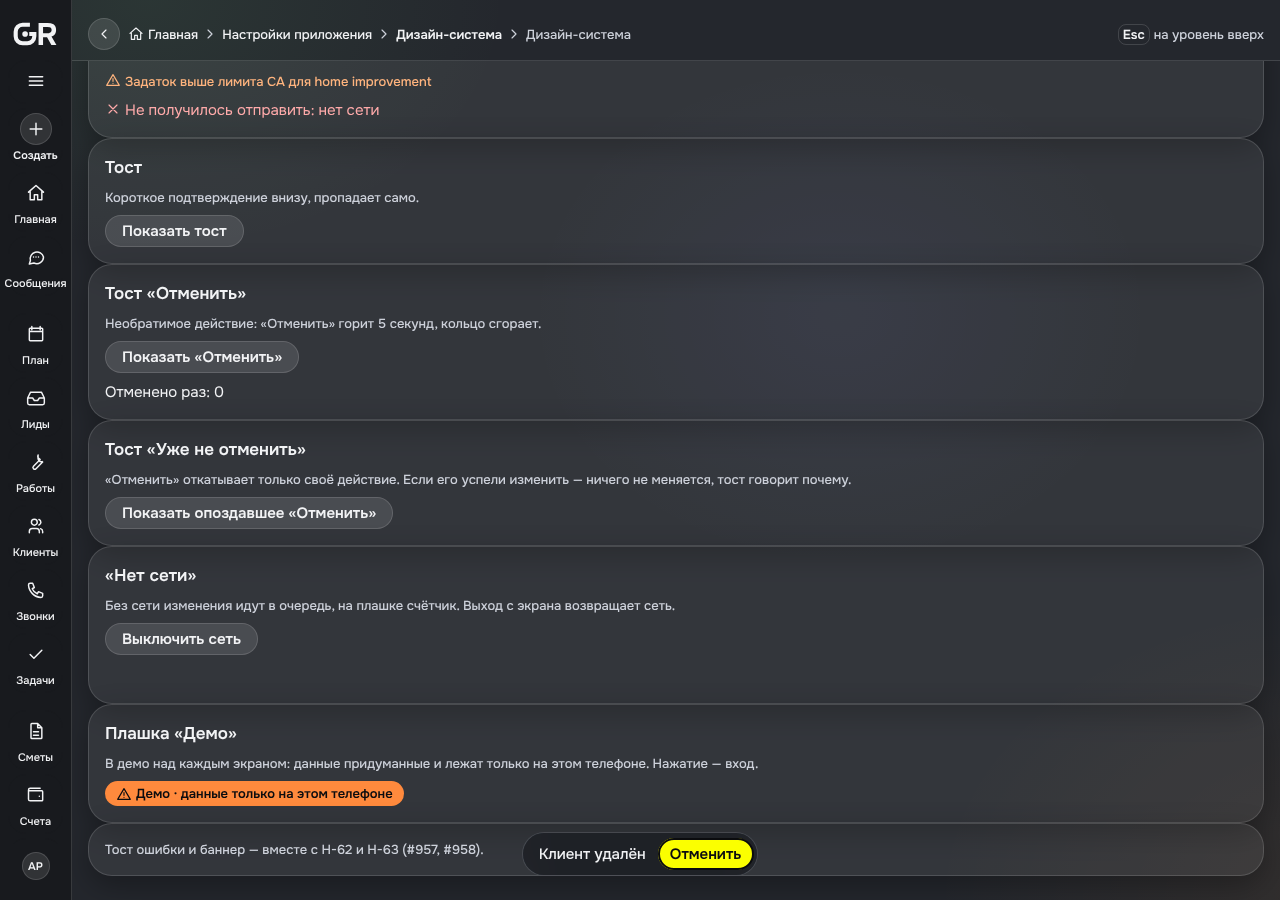 GR
Главная
Настройки приложения
Дизайн-система
Дизайн-система
Esc на уровень вверх
Создать
Главная
Сообщения
План
Лиды
Работы
Клиенты
Звонки
Задачи
Сметы
Счета
AP
Задаток выше лимита CA для home improvement
Не получилось отправить: нет сети
Тост
Короткое подтверждение внизу, пропадает само.
Показать тост
Тост «Отменить»
Необратимое действие: «Отменить» горит 5 секунд, кольцо сгорает.
Показать «Отменить»
Отменено раз: 0
Тост «Уже не отменить»
«Отменить» откатывает только своё действие. Если его успели изменить — ничего не меняется, тост говорит почему.
Показать опоздавшее «Отменить»
«Нет сети»
Без сети изменения идут в очередь, на плашке счётчик. Выход с экрана возвращает сеть.
Выключить сеть
Плашка «Демо»
В демо над каждым экраном: данные придуманные и лежат только на этом телефоне. Нажатие — вход.
Демо · данные только на этом телефоне
Тост ошибки и баннер — вместе с Н-62 и Н-63 (#957, #958).
Клиент удалён
Отменить